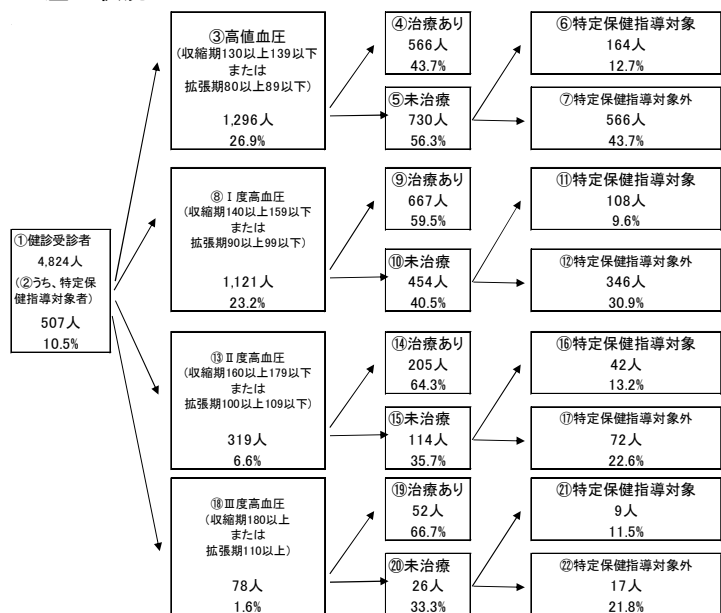 ①健診受診者
4,824人
(②うち、特定保
健指導対象者)
507人
10.5%
③高値血圧
(収縮期130以上139以下
または
拡張期80以上89以下)
1,296人
26.9%
④治療あり
566人
43.7%
⑤未治療
730人
56.3%
⑥特定保健指導対象
164人
12.7%
⑦特定保健指導対象外
566人
43.7%
⑧Ⅰ度高血圧
(収縮期140以上159以下
または
拡張期90以上99以下)
1,121人
23.2%
⑨治療あり
667人
59.5%
⑩未治療
454人
40.5%
⑪特定保健指導対象
108人
9.6%
⑫特定保健指導対象外
346人
30.9%
⑬Ⅱ度高血圧
(収縮期160以上179以下
または
拡張期100以上109以下)
319人
6.6%
⑭治療あり
205人
64.3%
⑮未治療
114人
35.7%
⑯特定保健指導対象
42人
13.2%
⑰特定保健指導対象外
72人
22.6%
⑱Ⅲ度高血圧
(収縮期180以上
または
拡張期110以上)
78人
1.6%
⑲治療あり
52人
66.7%
⑳未治療
26人
33.3%
㉑特定保健指導対象
9人
11.5%
㉒特定保健指導対象外
17人
21.8%